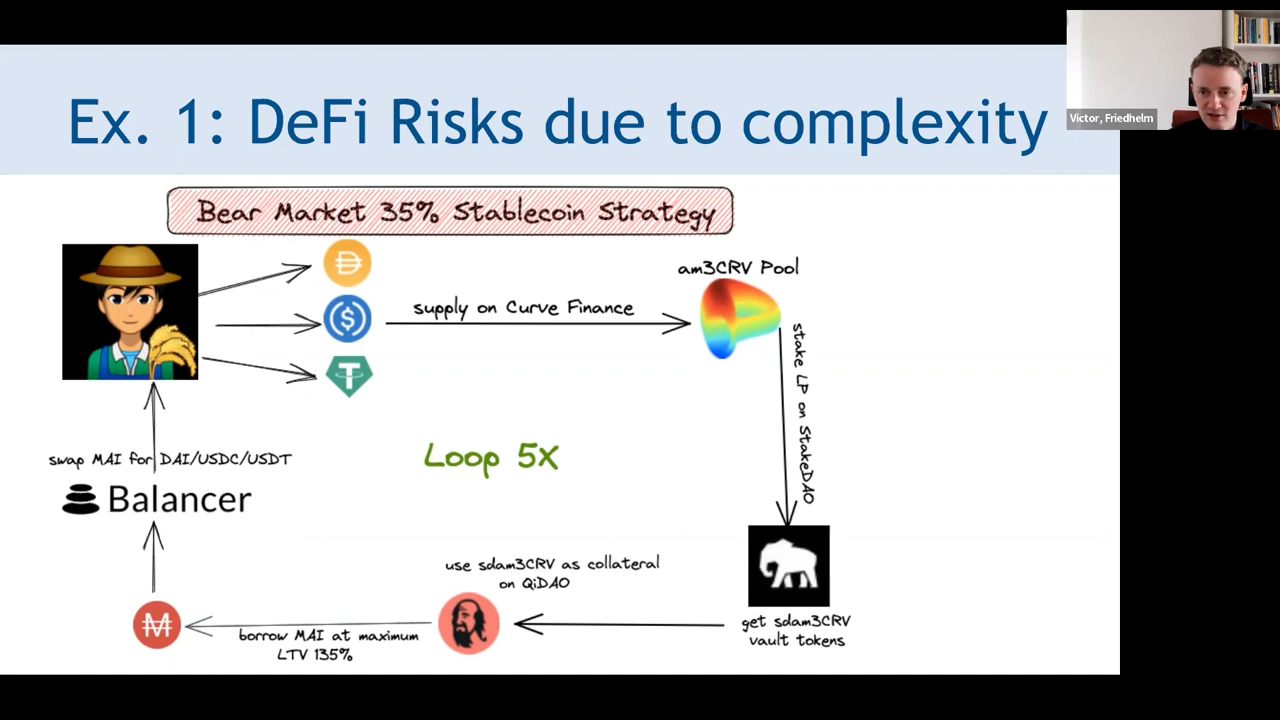 Ex. 1: DeFi Risks due to complexity
Victor, Friedhelm
Bear Market 35% Stablecoin Strategy
am3CRV Pool
supply on Curve Finance
stake LP on StakeDAO
Loop 5X
swap MAI for DAI/USDC/USDT
Balancer
use sdam3CRV as collateral
on QiDAO
get sdam3CRV
vault tokens
borrow MAI at maximum
LTV 135%